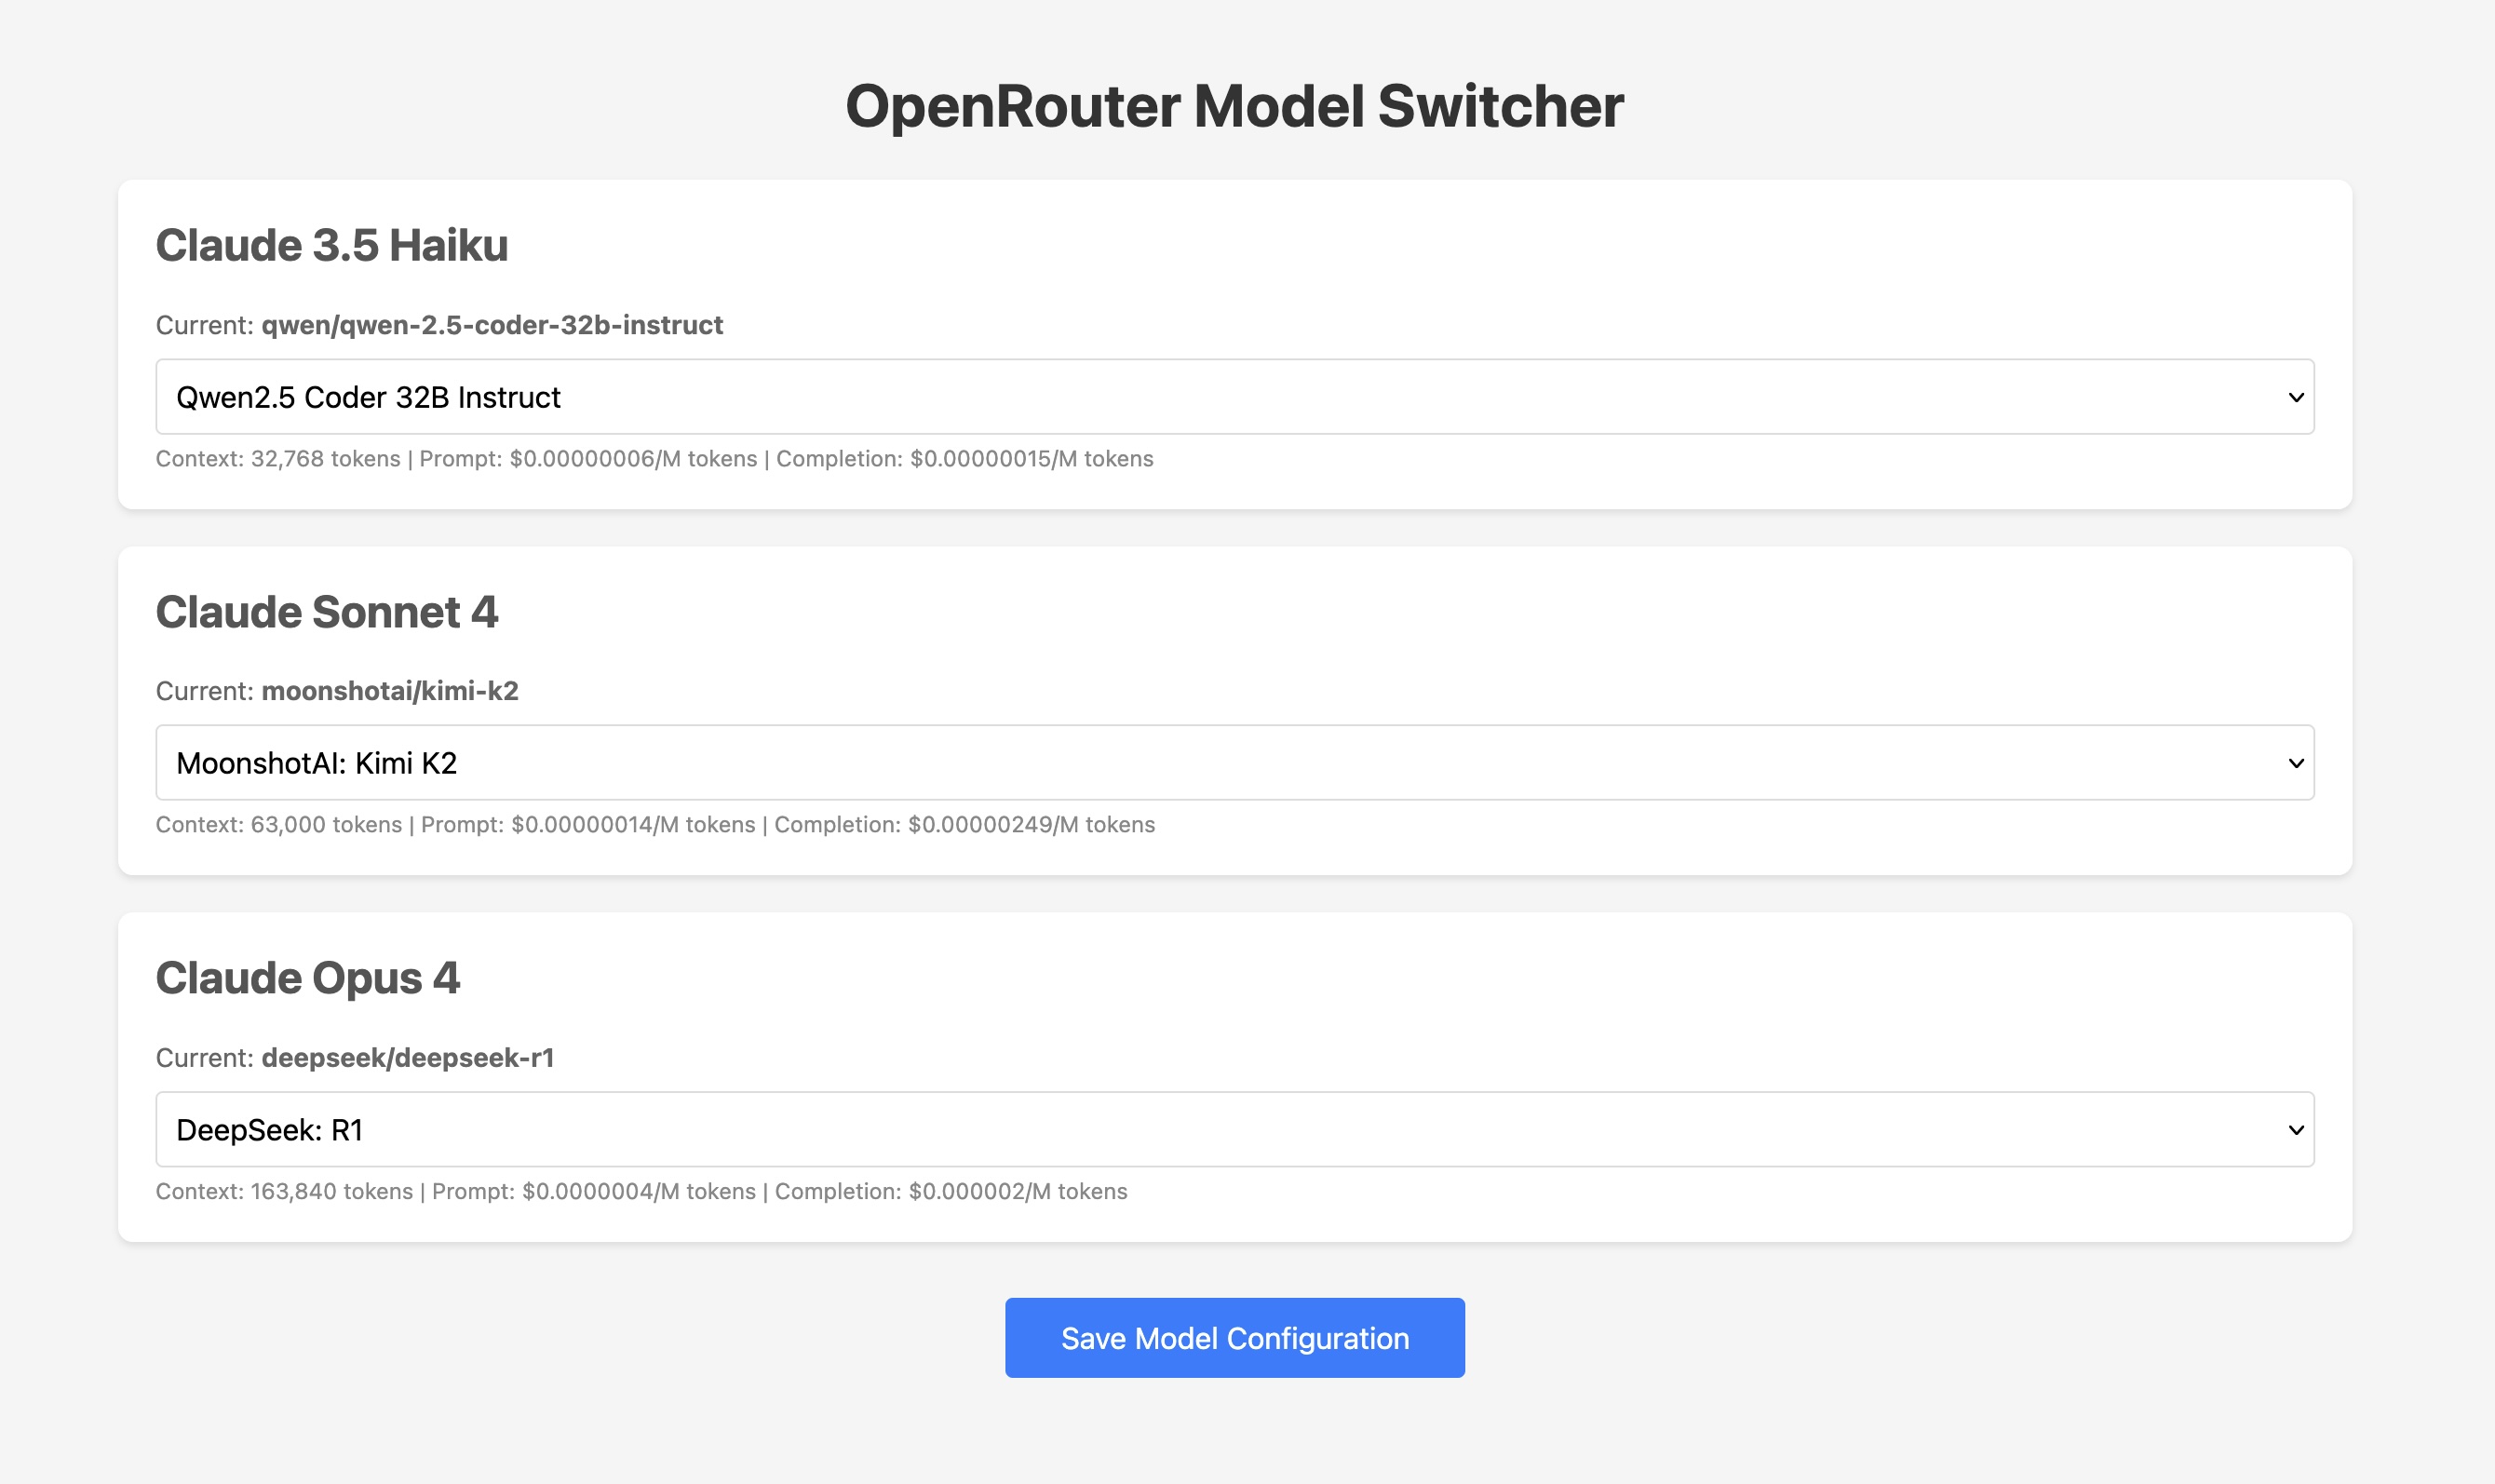 OpenRouter Model Switcher
Claude 3.5 Haiku
Current: qwen/qwen-2.5-coder-32b-instruct
Qwen2.5 Coder 32B Instruct
Context: 32,768 tokens | Prompt: $0.00000006/M tokens | Completion: $0.00000015/M tokens
Claude Sonnet 4
Current: moonshotai/kimi-k2
MoonshotAI: Kimi K2
Context: 63,000 tokens | Prompt: $0.00000014/M tokens | Completion: $0.00000249/M tokens
Claude Opus 4
Current: deepseek/deepseek-r1
DeepSeek: R1
Context: 163,840 tokens | Prompt: $0.0000004/M tokens | Completion: $0.000002/M tokens
Save Model Configuration